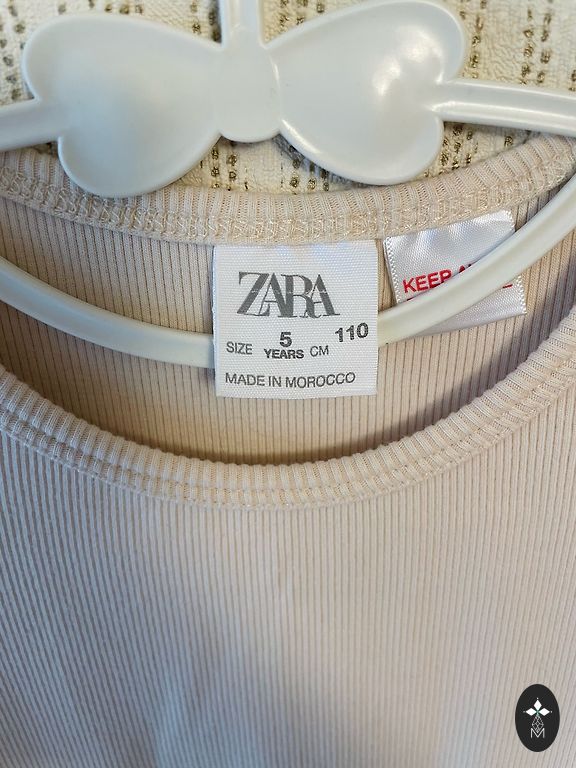 ZARA
SIZE 5 YEARS CM 110
MADE IN MOROCCO
KEEP